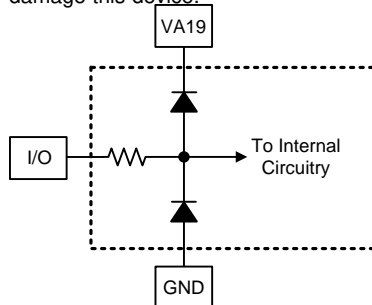 damage this device.
VA19
I/O
To Internal
Circuitry
GND